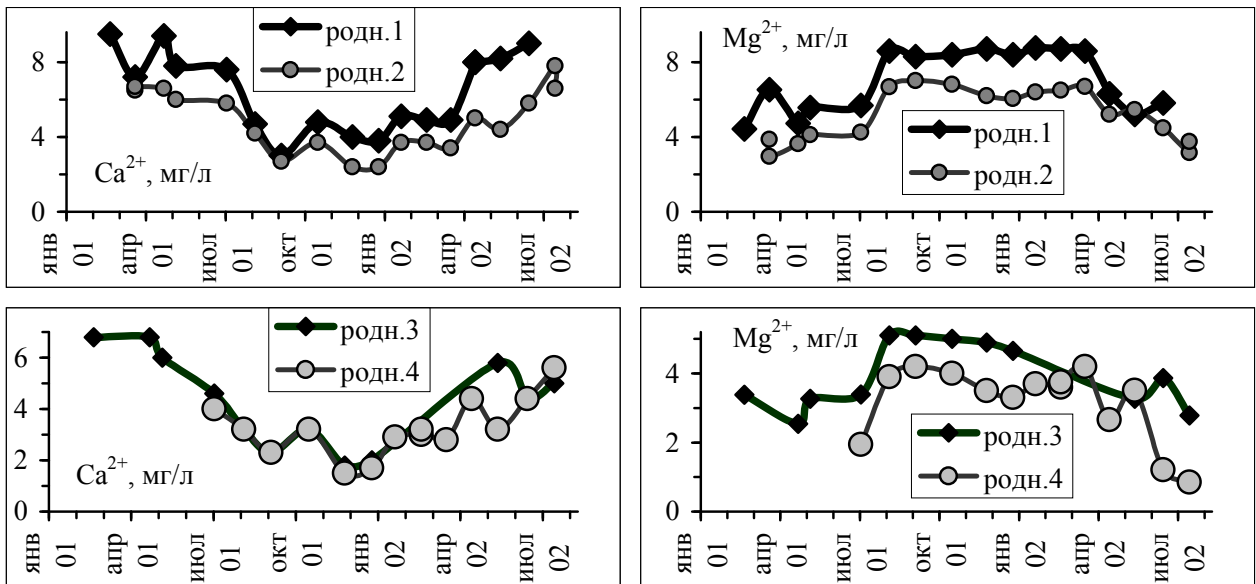 родн.1
родн.2
8
4
0
Ca²⁺, мг/л
янв 01
апр 01
июл 01
окт 01
янв 02
апр 02
июл 02
Mg²⁺, мг/л
8
4
0
родн.1
родн.2
янв 01
апр 01
июл 01
окт 01
янв 02
апр 02
июл 02
родн.3
родн.4
6
4
2
0
Ca²⁺, мг/л
янв 01
апр 01
июл 01
окт 01
янв 02
апр 02
июл 02
Mg²⁺, мг/л
6
4
2
0
родн.3
родн.4
янв 01
апр 01
июл 01
окт 01
янв 02
апр 02
июл 02